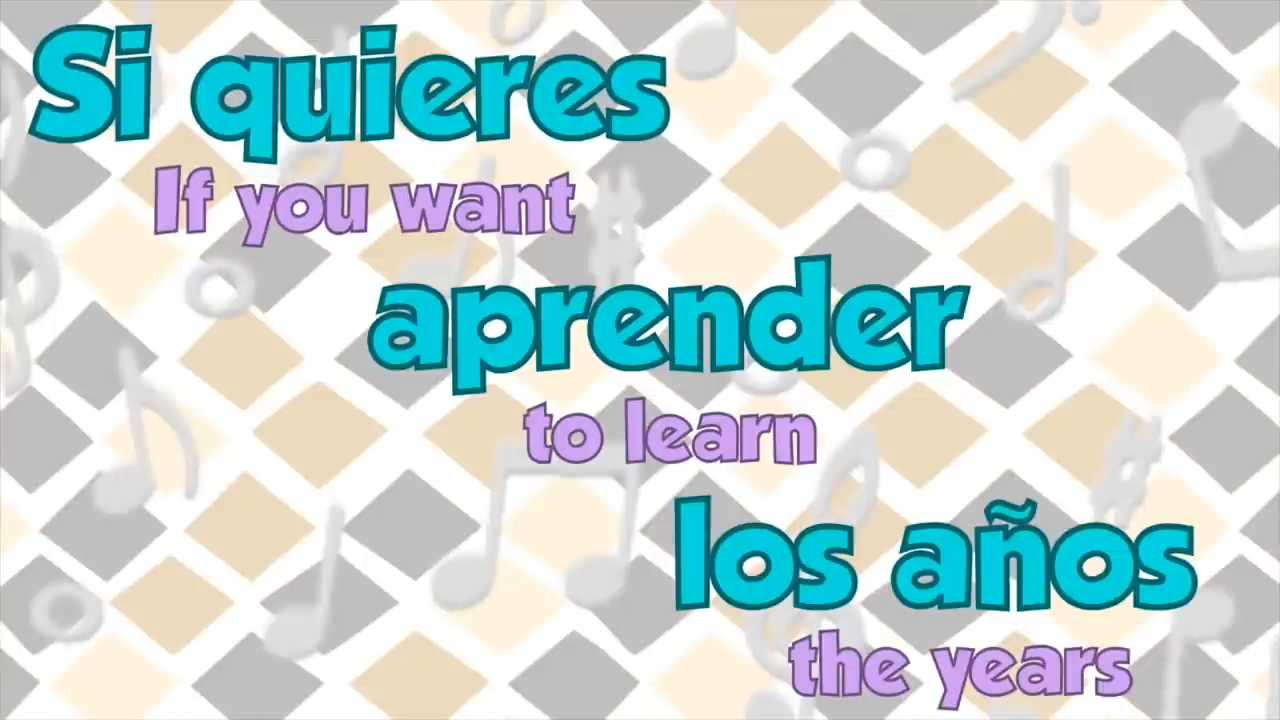 Si quieres
If you want
aprender
to learn
los años
the years